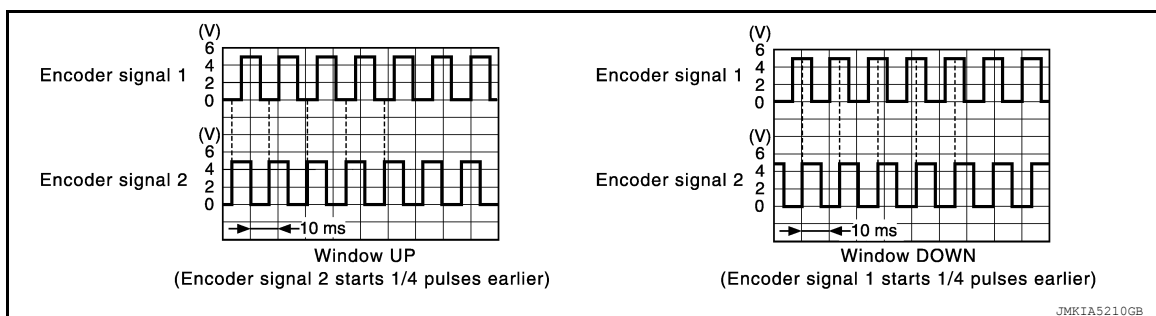 (V)
6
Encoder signal 1
4
2
0
(V)
6
Encoder signal 2
4
2
0
10 ms
Window UP
(Encoder signal 2 starts 1/4 pulses earlier)
(V)
6
Encoder signal 1
4
2
0
(V)
6
Encoder signal 2
4
2
0
10 ms
Window DOWN
(Encoder signal 1 starts 1/4 pulses earlier)
JMKIA5210GB